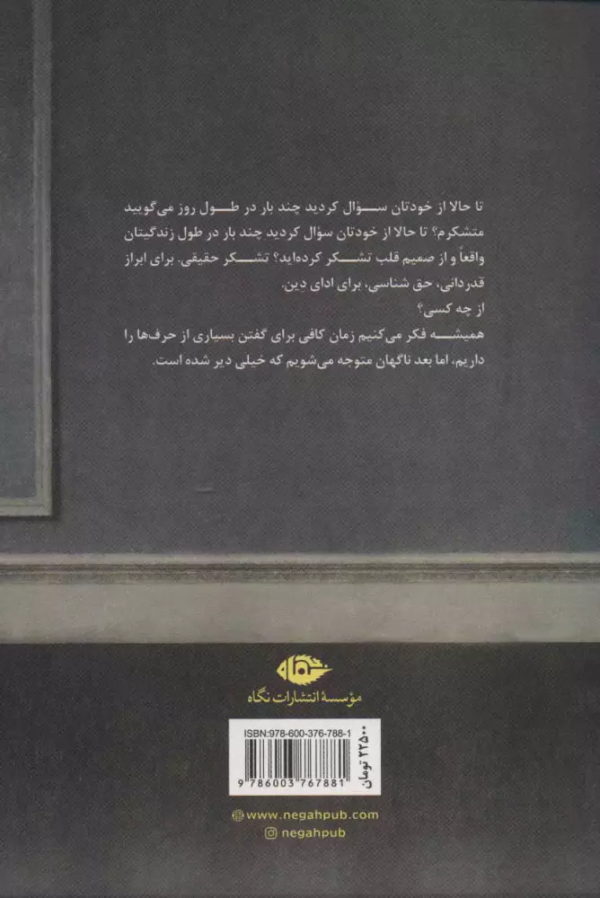 تا حالا از خودتان سؤال کردید چند بار در طول روز می‌گویید
متشکرم؟ تا حالا از خودتان سؤال کردید چند بار در طول زندگیتان
واقعاً و از صمیم قلب تشکر کرده‌اید؟ تشکر حقیقی. برای ابراز
قدردانی، حق شناسی، برای ادای دِین.
از چه کسی؟
همیشه فکر می‌کنیم زمان کافی برای گفتن بسیاری از حرف‌ها را
داریم، اما بعد ناگهان متوجه می‌شویم که خیلی دیر شده است.
نگاه
مؤسسهٔ انتشارات نگاه
ISBN:978-600-376-788-1
9 786003 767881
۲۲۵۰۰ تومان
www.negahpub.com
negahpub